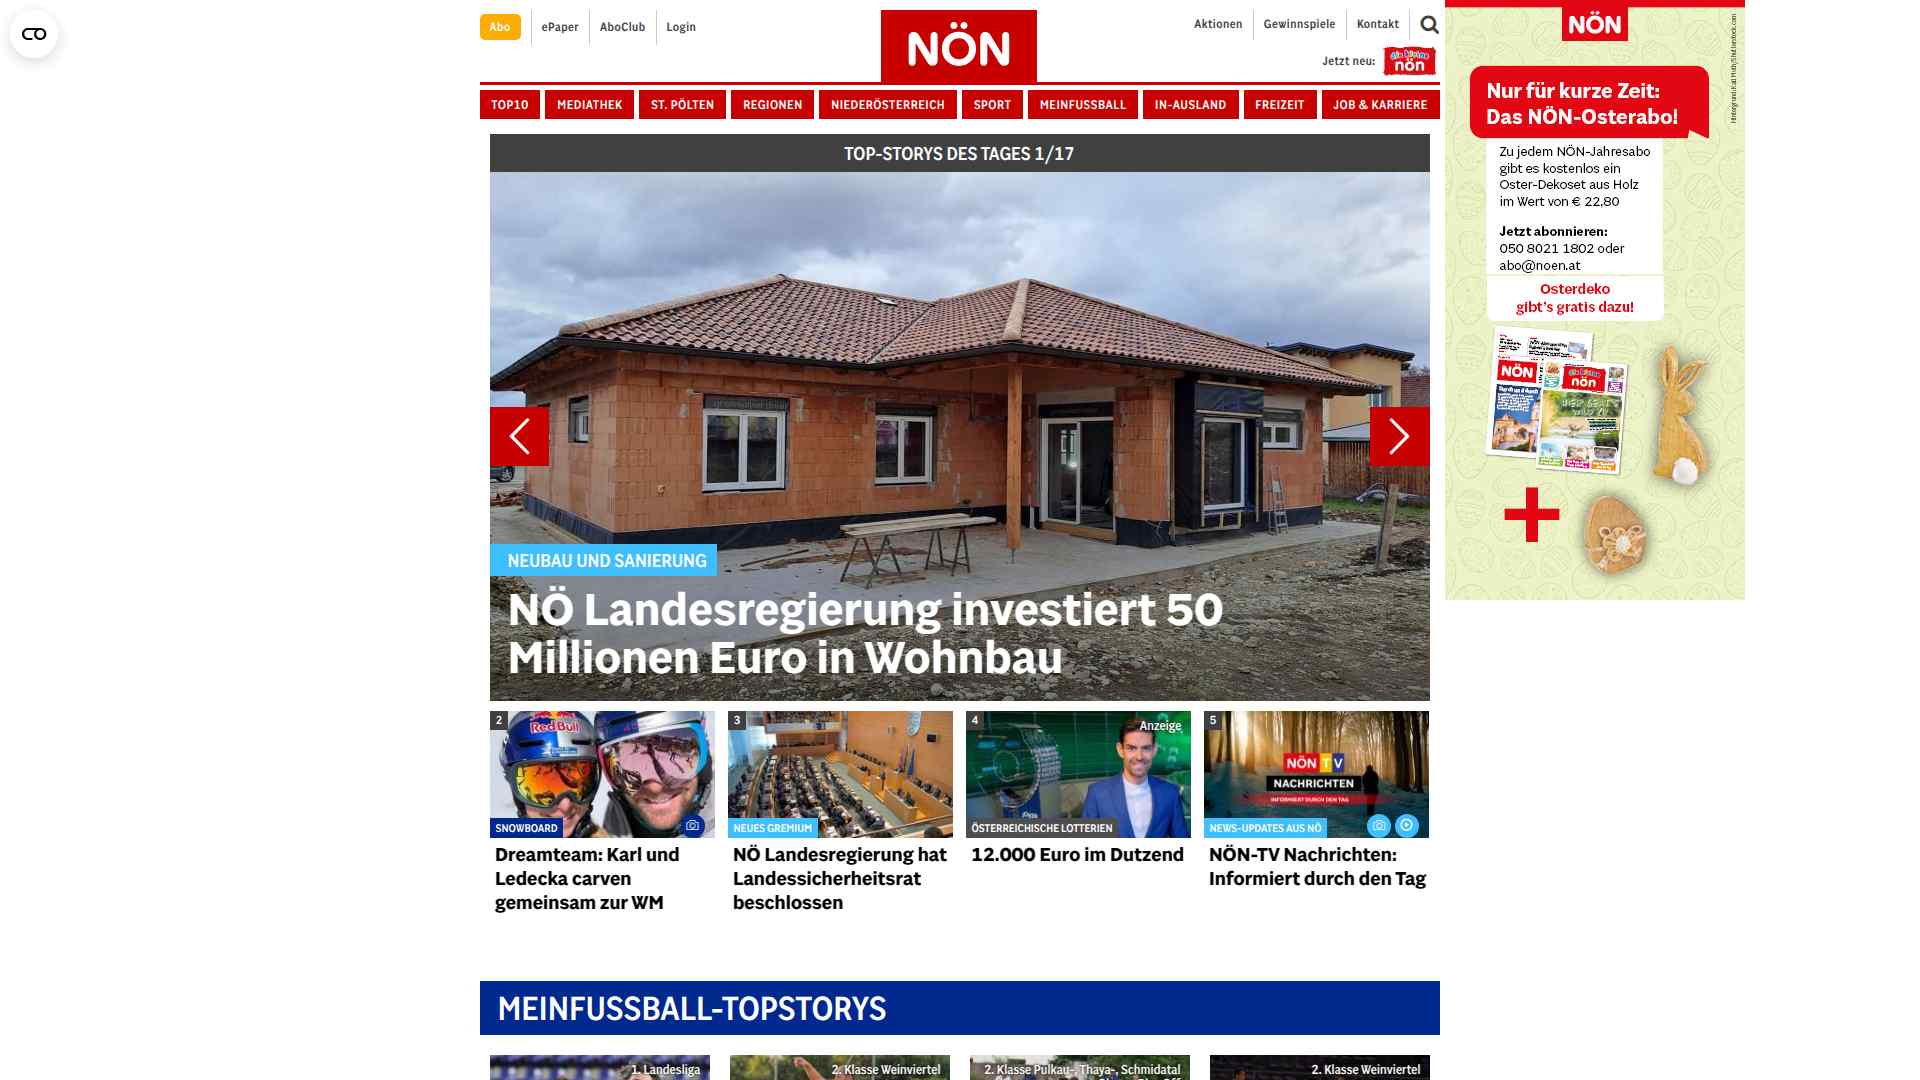 Abo
ePaper
AboClub
Login
NÖN
Aktionen
Gewinnspiele
Kontakt
Jetzt neu:
die kleine
nön
TOP10
MEDIATHEK
ST. PÖLTEN
REGIONEN
NIEDERÖSTERREICH
SPORT
MEINFUSSBALL
IN-AUSLAND
FREIZEIT
JOB & KARRIERE
TOP-STORYS DES TAGES 1/17
NEUBAU UND SANIERUNG
NÖ Landesregierung investiert 50
Millionen Euro in Wohnbau
2
Red Bull
SNOWBOARD
Dreamteam: Karl und
Ledecka carven
gemeinsam zur WM
3
NEUES GREMIUM
NÖ Landesregierung hat
Landessicherheitsrat
beschlossen
4
Anzeige
ÖSTERREICHISCHE LOTTERIEN
12.000 Euro im Dutzend
5
NÖN TV
NACHRICHTEN
INFORMIERT DURCH DEN TAG
NEWS-UPDATES AUS NÖ
NÖN-TV Nachrichten:
Informiert durch den Tag
MEINFUSSBALL-TOPSTORYS
1. Landesliga
2. Klasse Weinviertel
2. Klasse Pulkau-, Thaya-, Schmidatal
2. Klasse Weinviertel
NÖN
Nur für kurze Zeit:
Das NÖN-Osterabo!
Zu jedem NÖN-Jahresabo
gibt es kostenlos ein
Oster-Dekoset aus Holz
im Wert von € 22,80
Jetzt abonnieren:
050 8021 1802 oder
abo@noen.at
Osterdeko
gibt's gratis dazu!
NÖN
die kleine
nön